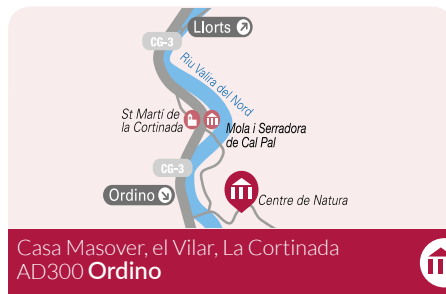 Llorts
CG-3
Riu Valira del Nord
St Martí de
la Cortinada
Mola i Serradora
de Cal Pal
CG-3
Ordino
Centre de Natura
Casa Masover, el Vilar, La Cortinada
AD300 Ordino